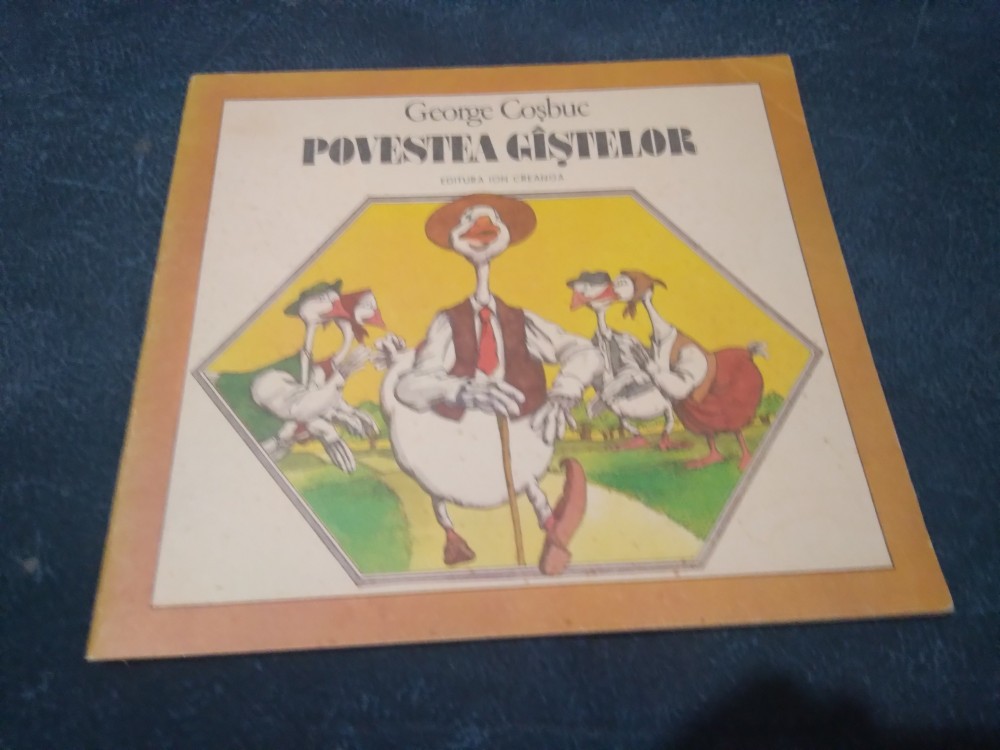 George Coşbuc
POVESTEA GÎŞTELOR
EDITURA ION CREANGĂ